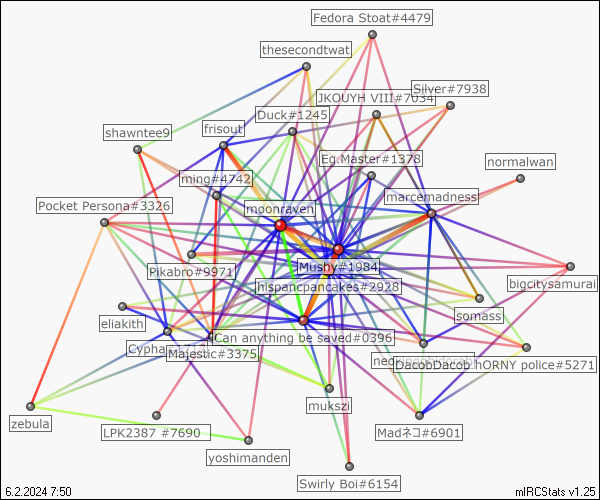 Fedora Stoat#4479
thesecondtwat
Silver#7938
JKOUYH VIII#7034
Duck#1245
frisout
shawntee9
Eg.Master#1378
normalwan
ming#4742
marcemadness
Pocket Persona#3326
moonraven
Mushy#1984
Pikabro#9971
bigcitysamurai
hispancpancakes#2928
somass
eliakith
Can anything be saved#0396
Majestic#3375
DacobDacob
hORNY police#5271
mukszi
zebula
LPK2387 #7690
Madネコ#6901
yoshimanden
Swirly Boi#6154
6.2.2024 7:50
mIRCStats v1.25